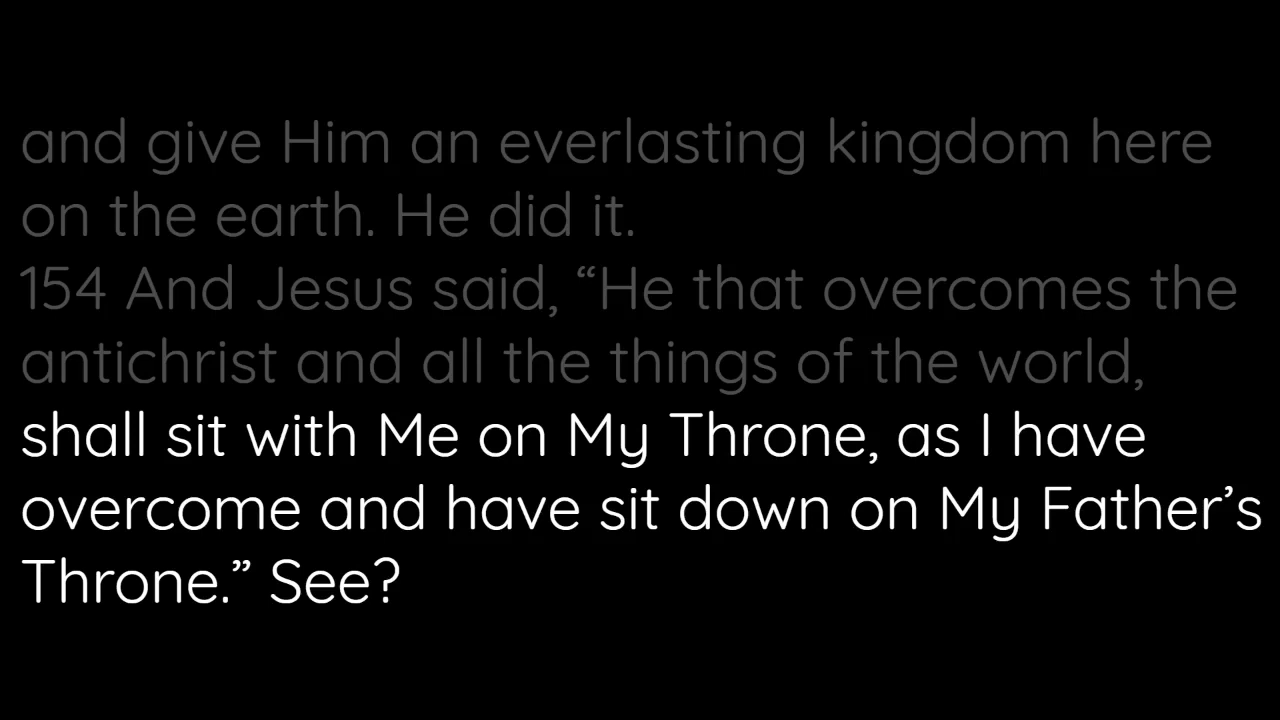 and give Him an everlasting kingdom here
on the earth. He did it.
154 And Jesus said, “He that overcomes the
antichrist and all the things of the world,
shall sit with Me on My Throne, as I have
overcome and have sit down on My Father’s
Throne.” See?